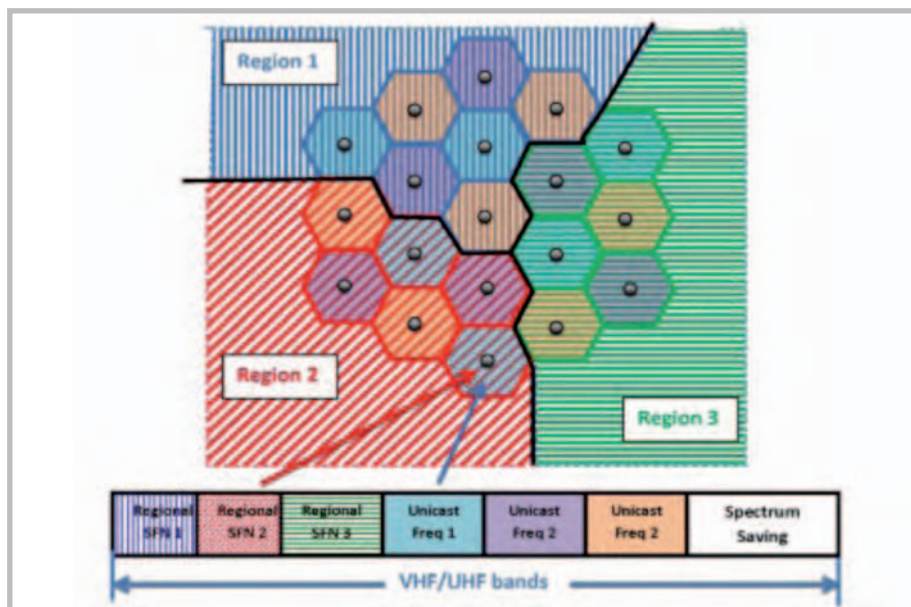 Region 1
Region 2
Region 3
Regional
SFN 1
Regional
SFN 2
Regional
SFN 3
Unicast
Freq 1
Unicast
Freq 2
Unicast
Freq 2
Spectrum
Saving
VHF/UHF bands